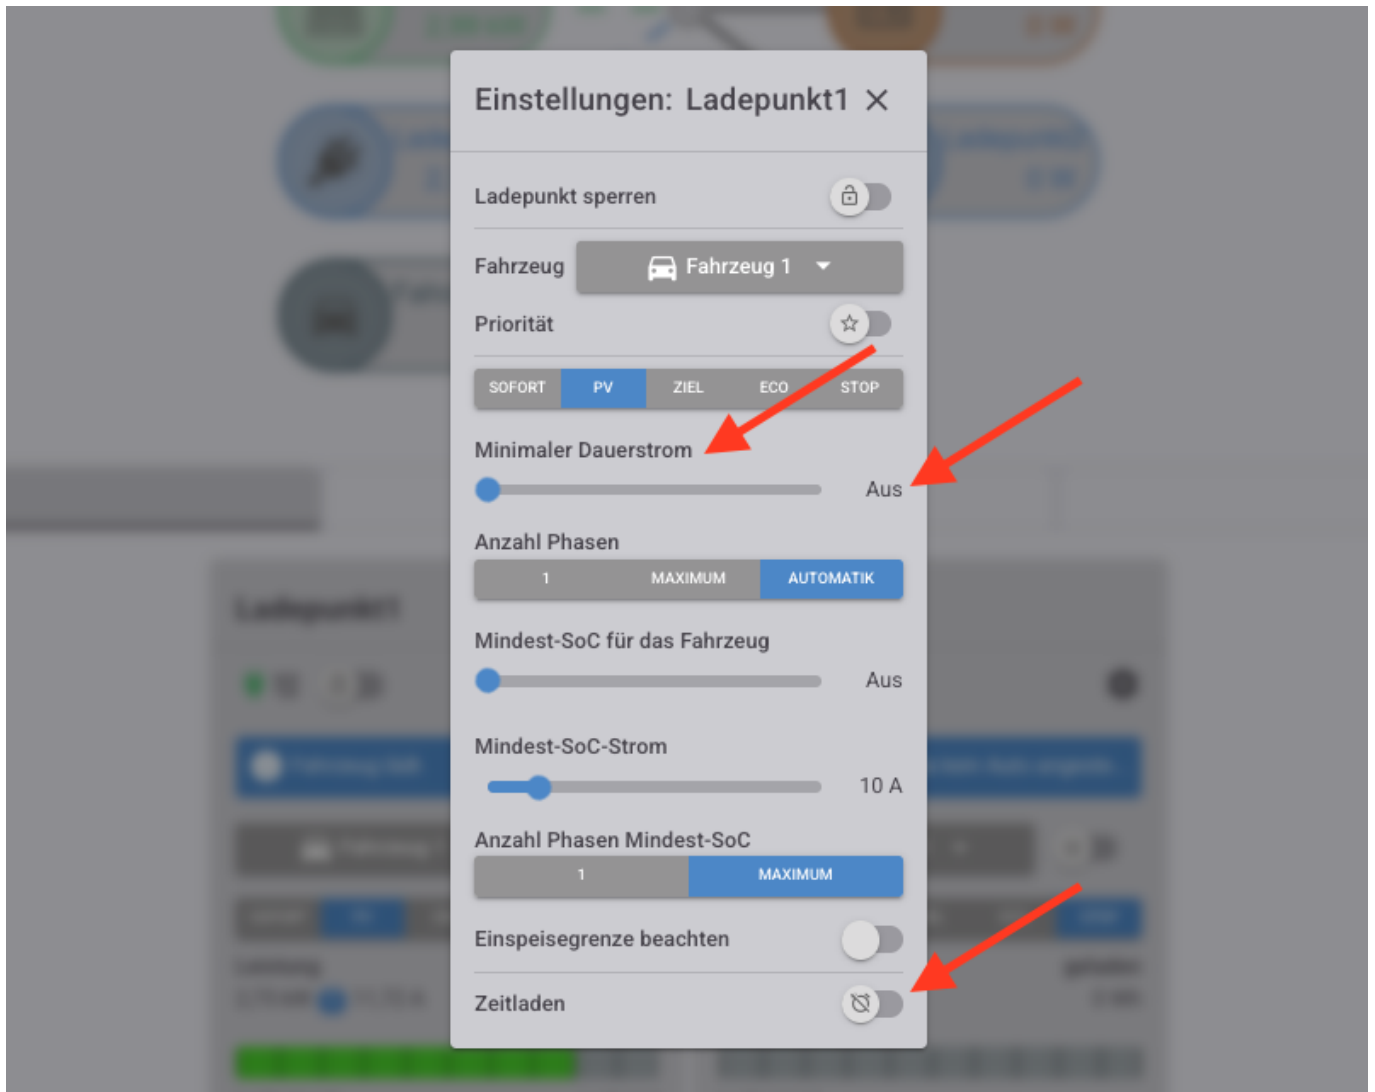 Einstellungen: Ladepunkt1
Ladepunkt sperren
Fahrzeug Fahrzeug 1
Priorität
SOFORT PV ZIEL ECO STOP
Minimaler Dauerstrom
Aus
Anzahl Phasen
1 MAXIMUM AUTOMATIK
Mindest-SoC für das Fahrzeug
Aus
Mindest-SoC-Strom
10 A
Anzahl Phasen Mindest-SoC
1 MAXIMUM
Einspeisegrenze beachten
Zeitladen
Ladepunkt1